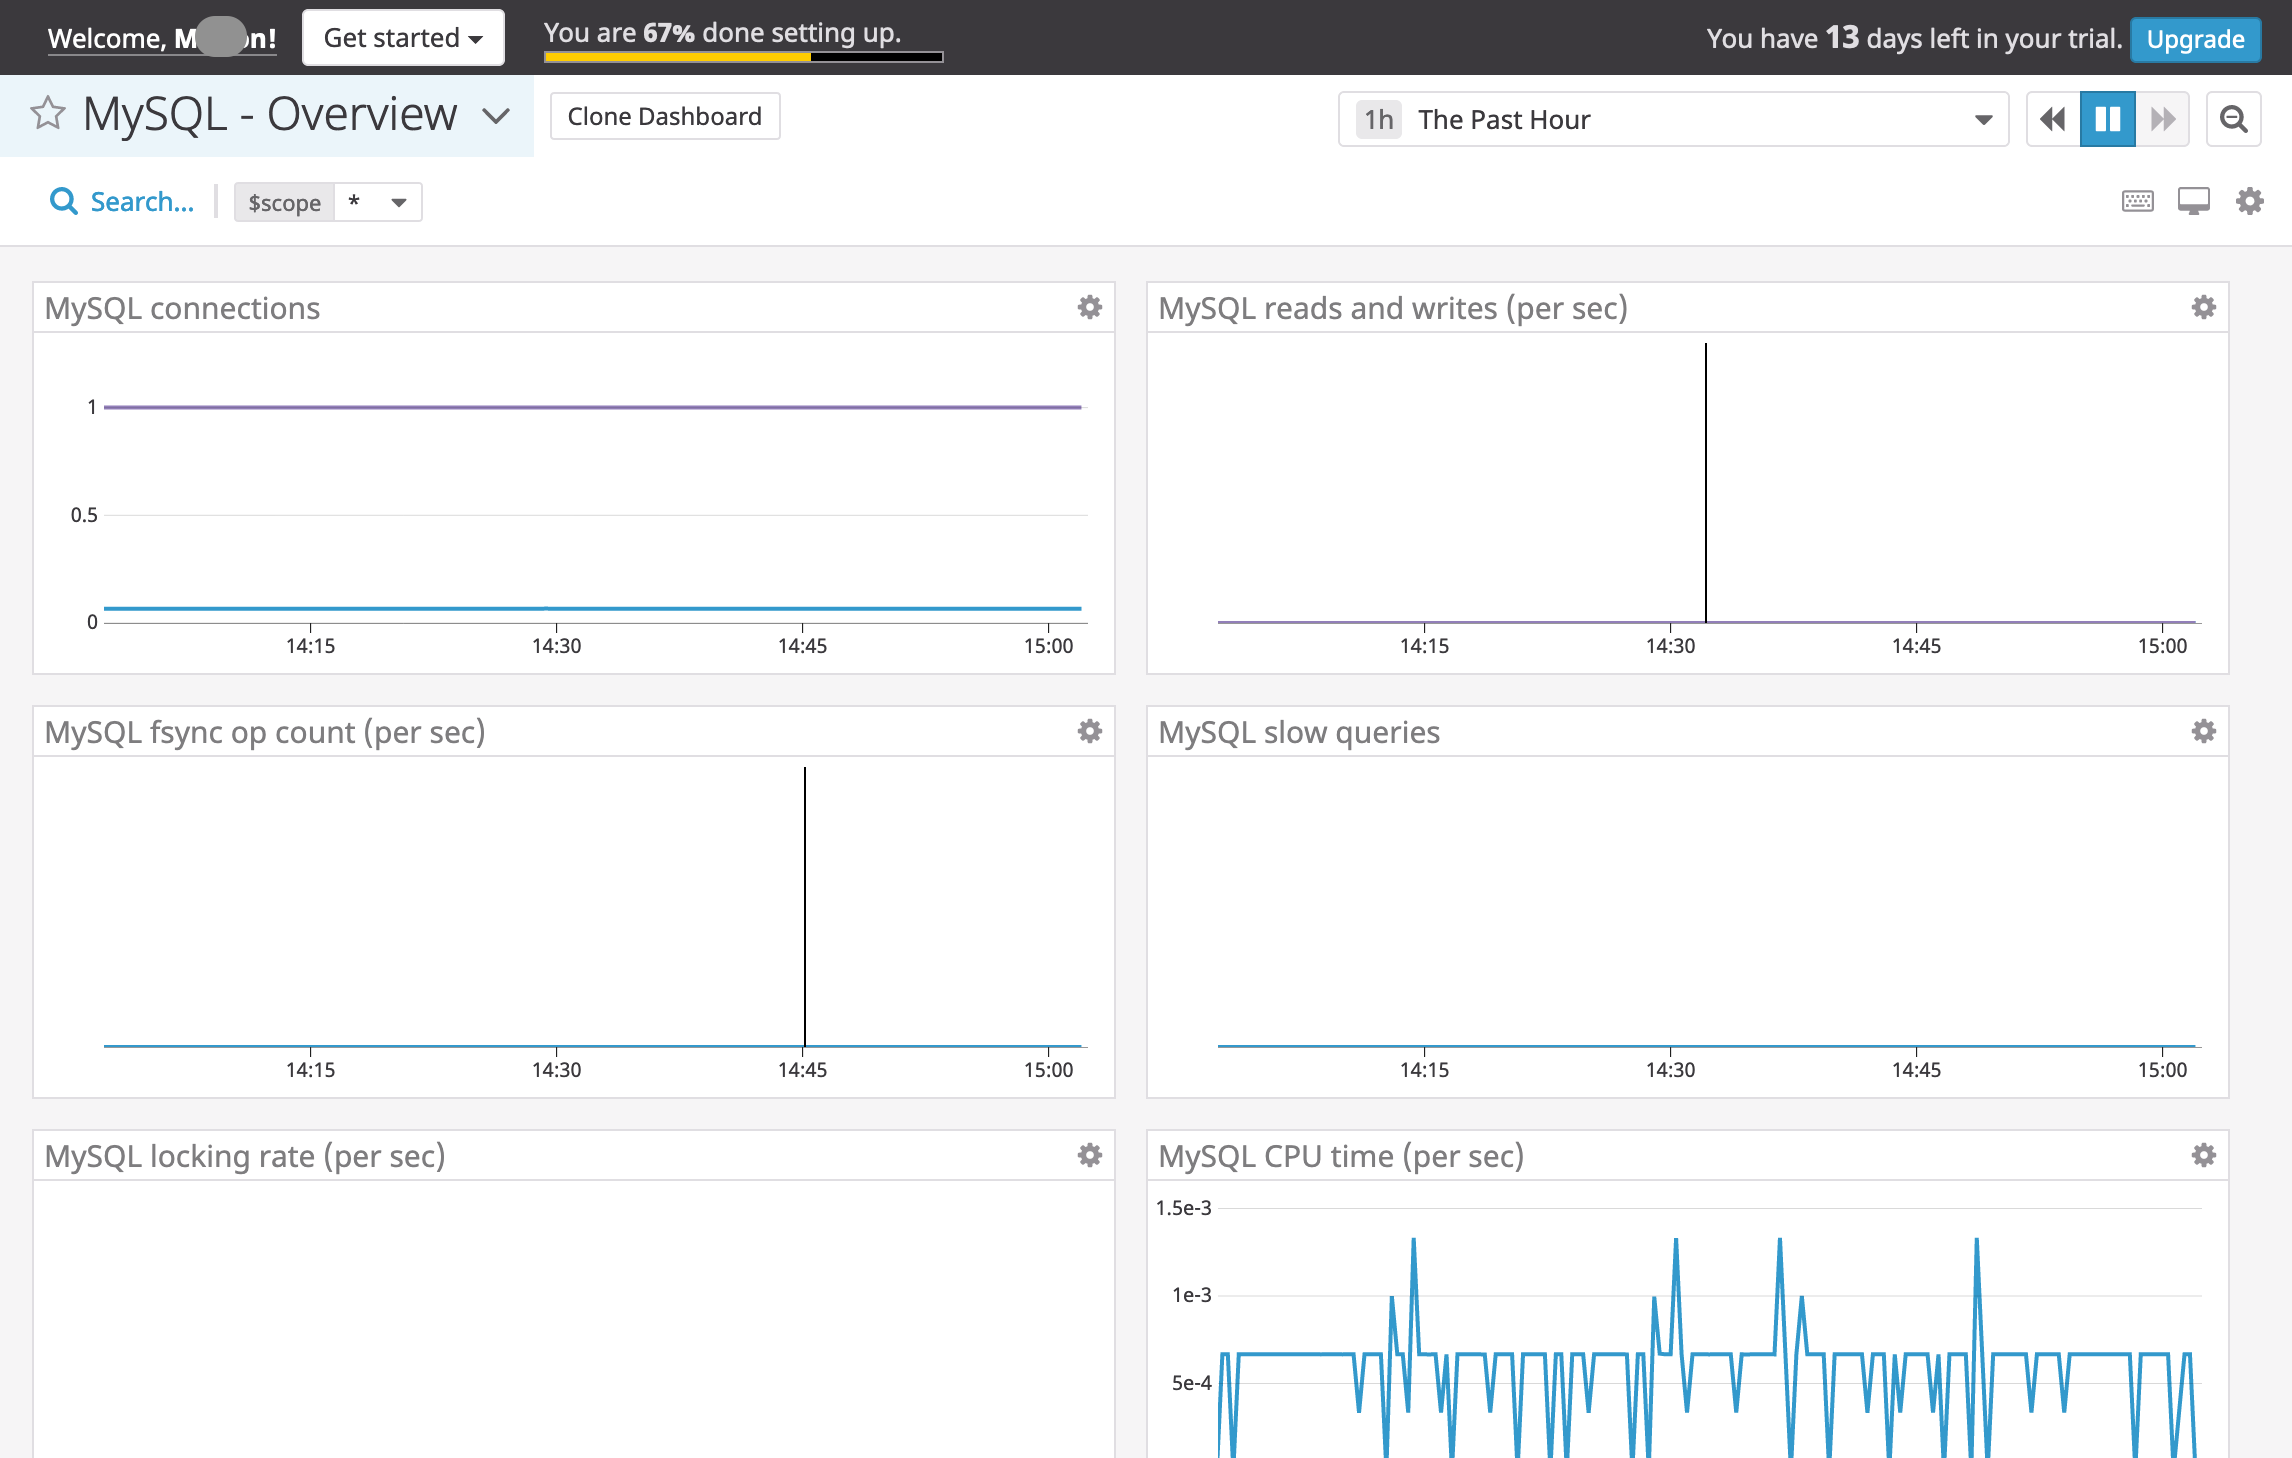 Welcome, M
Get started
You are 67% done setting up.
You have 13 days left in your trial.
Upgrade
MySQL - Overview
Clone Dashboard
1h The Past Hour
Search...
$scope *
MySQL connections
1
0.5
0
14:15 14:30 14:45 15:00
MySQL reads and writes (per sec)
14:15 14:30 14:45 15:00
MySQL fsync op count (per sec)
14:15 14:30 14:45 15:00
MySQL slow queries
14:15 14:30 14:45 15:00
MySQL locking rate (per sec)
MySQL CPU time (per sec)
1.5e-3
1e-3
5e-4